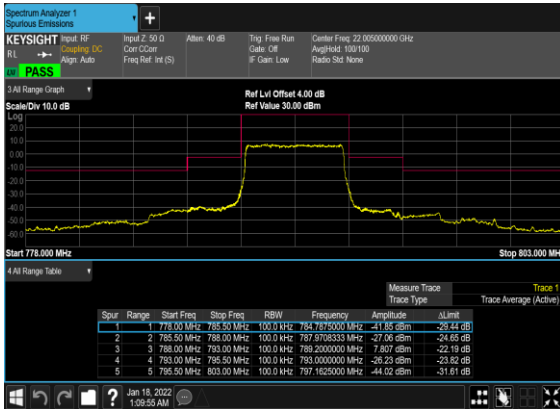 Spectrum Analyzer 1
Spurious Emissions
KEYSIGHT Input: RF Input Z: 50 Ω Atten: 40 dB Trig: Free Run Center Freq: 22.005000000 GHz
RL Coupling: DC Corr CCorr Gate: Off Avg|Hold: 100/100
Align: Auto Freq Ref: Int (S) IF Gain: Low Radio Std: None
PASS
3 All Range Graph
Ref Lvl Offset 4.00 dB
Scale/Div 10.0 dB Ref Value 30.00 dBm
Log
20.0
10.0
0.00
-10.0
-20.0
-30.0
-40.0
-50.0
-60.0
Start 778.000 MHz Stop 803.000 MH
4 All Range Table
Measure Trace Trace 1
Trace Type Trace Average (Active)
Spur Range Start Freq Stop Freq RBW Frequency Amplitude ΔLimit
1 1 778.00 MHz 785.50 MHz 100.0 kHz 784.7875000 MHz -41.85 dBm -29.44 dB
2 2 785.50 MHz 788.00 MHz 100.0 kHz 787.9708333 MHz -27.06 dBm -24.65 dB
3 3 788.00 MHz 793.00 MHz 100.0 kHz 789.2000000 MHz 7.807 dBm -22.19 dB
4 4 793.00 MHz 795.50 MHz 100.0 kHz 793.0000000 MHz -26.23 dBm -23.82 dB
5 5 795.50 MHz 803.00 MHz 100.0 kHz 797.1625000 MHz -44.02 dBm -31.61 dB
? Jan 18, 2022
1:09:55 AM